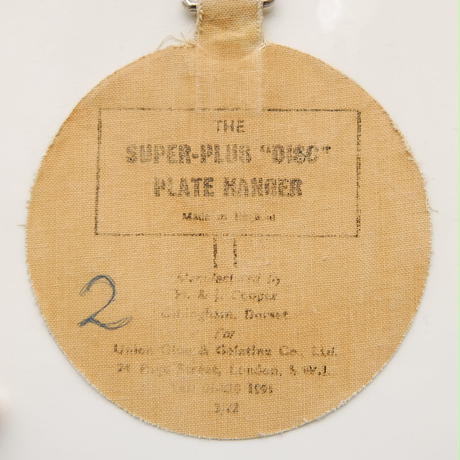 THE
SUPER-PLUS "DISC"
PLATE HANGER
Made in England
Manufactured by
& J. Cooper
Gillingham, Dorset
For
Union Glue & Gelatine Co., Ltd.
Street, London, S.W.1.
2